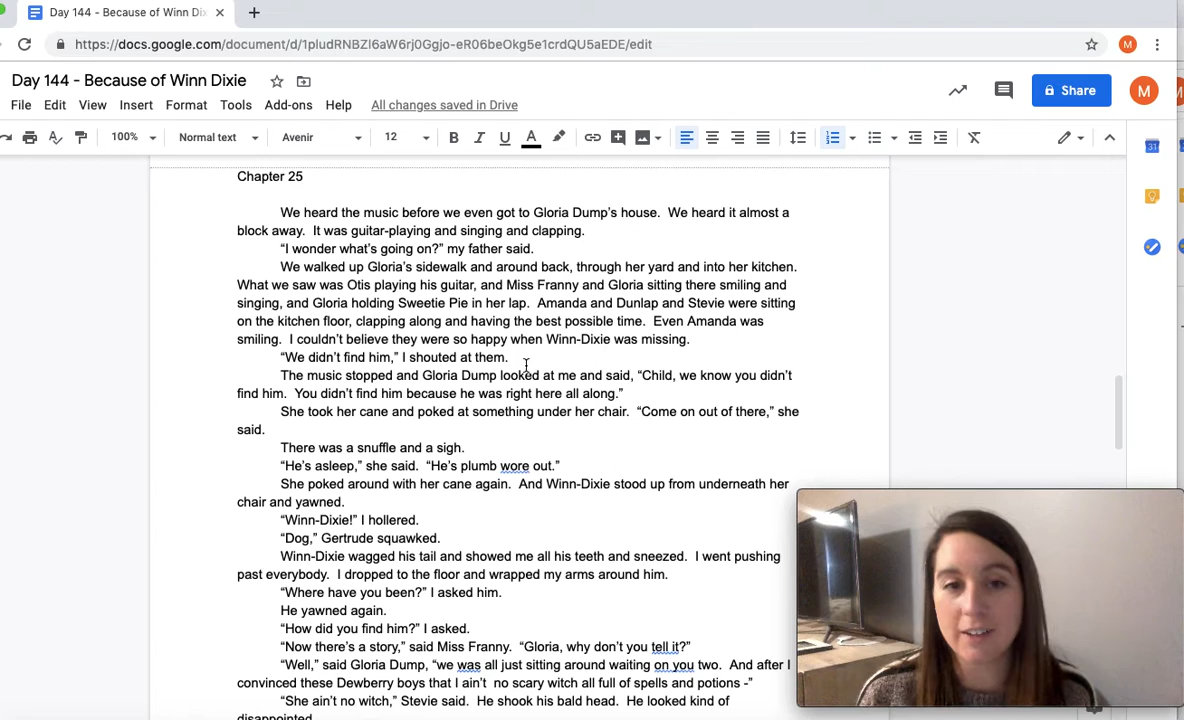 Day 144 - Because of Winn Di
https://docs.google.com/document/d/1pludRNBZI6aW6rj0Ggjo-eR06beOkg5e1crdQU5aEDE/edit
M
Day 144 - Because of Winn Dixie
Share
M
File Edit View Insert Format Tools Add-ons Help All changes saved in Drive
100% Normal text Avenir 12 B I U A
31
Chapter 25
We heard the music before we even got to Gloria Dump’s house. We heard it almost a
block away. It was guitar-playing and singing and clapping.
“I wonder what’s going on?” my father said.
We walked up Gloria’s sidewalk and around back, through her yard and into her kitchen.
What we saw was Otis playing his guitar, and Miss Franny and Gloria sitting there smiling and
singing, and Gloria holding Sweetie Pie in her lap. Amanda and Dunlap and Stevie were sitting
on the kitchen floor, clapping along and having the best possible time. Even Amanda was
smiling. I couldn’t believe they were so happy when Winn-Dixie was missing.
“We didn’t find him,” I shouted at them.
The music stopped and Gloria Dump looked at me and said, “Child, we know you didn’t
find him. You didn’t find him because he was right here all along.”
She took her cane and poked at something under her chair. “Come on out of there,” she
said.
There was a snuffle and a sigh.
“He’s asleep,” she said. “He’s plumb wore out.”
She poked around with her cane again. And Winn-Dixie stood up from underneath her
chair and yawned.
“Winn-Dixie!” I hollered.
“Dog,” Gertrude squawked.
Winn-Dixie wagged his tail and showed me all his teeth and sneezed. I went pushing
past everybody. I dropped to the floor and wrapped my arms around him.
“Where have you been?” I asked him.
He yawned again.
“How did you find him?” I asked.
“Now there’s a story,” said Miss Franny. “Gloria, why don’t you tell it?”
“Well,” said Gloria Dump, “we was all just sitting around waiting on you two. And after I
convinced these Dewberry boys that I ain’t no scary witch all full of spells and potions -”
“She ain’t no witch,” Stevie said. He shook his bald head. He looked kind of
disappointed.